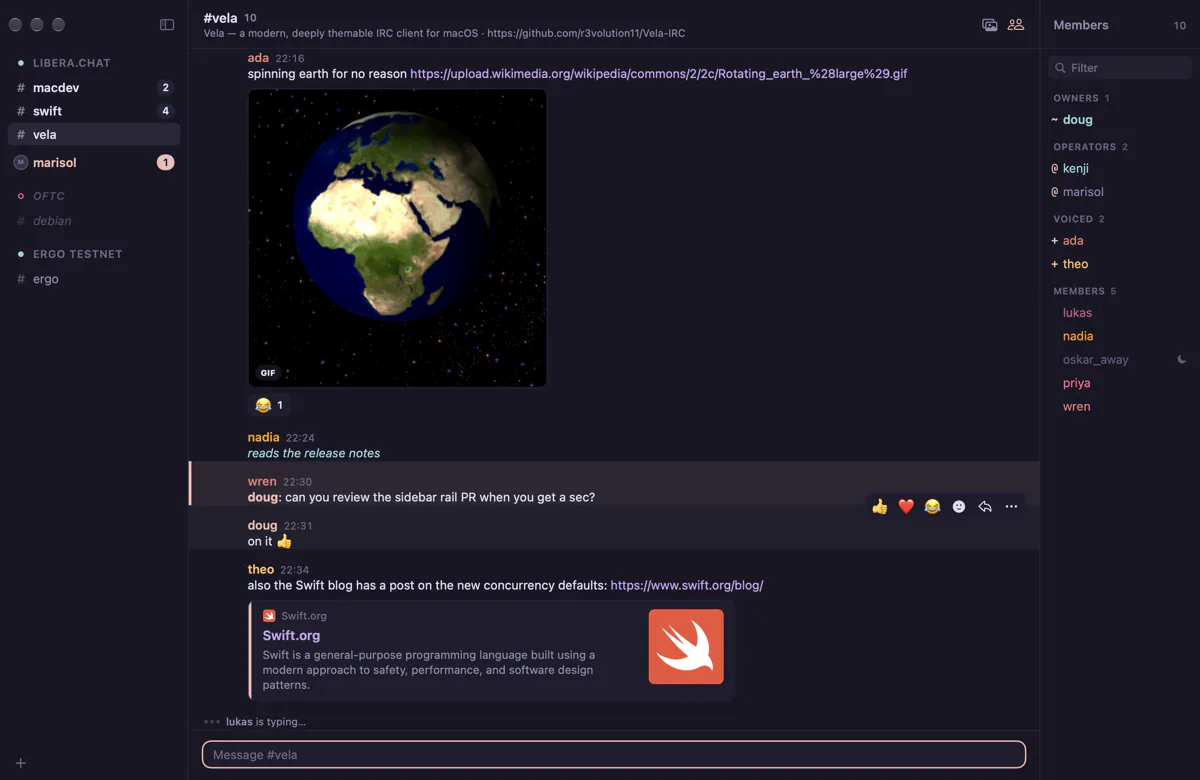 LIBERA.CHAT
# macdev 2
# swift 4
# vela
M marisol 1
OFTC
# debian
ERGO TESTNET
# ergo
+
#vela 10
Vela — a modern, deeply themable IRC client for macOS · https://github.com/r3volution11/Vela-IRC
ada 22:16
spinning earth for no reason https://upload.wikimedia.org/wikipedia/commons/2/2c/Rotating_earth_%28large%29.gif
GIF
😂 1
nadia 22:24
reads the release notes
wren 22:30
doug: can you review the sidebar rail PR when you get a sec?
👍 ❤️ 😂
doug 22:31
on it 👍
theo 22:34
also the Swift blog has a post on the new concurrency defaults: https://www.swift.org/blog/
Swift.org
Swift.org
Swift is a general-purpose programming language built using a
modern approach to safety, performance, and software design
patterns.
lukas is typing...
Message #vela
Members 10
Filter
OWNERS 1
~ doug
OPERATORS 2
@ kenji
@ marisol
VOICED 2
+ ada
+ theo
MEMBERS 5
lukas
nadia
oskar_away
priya
wren